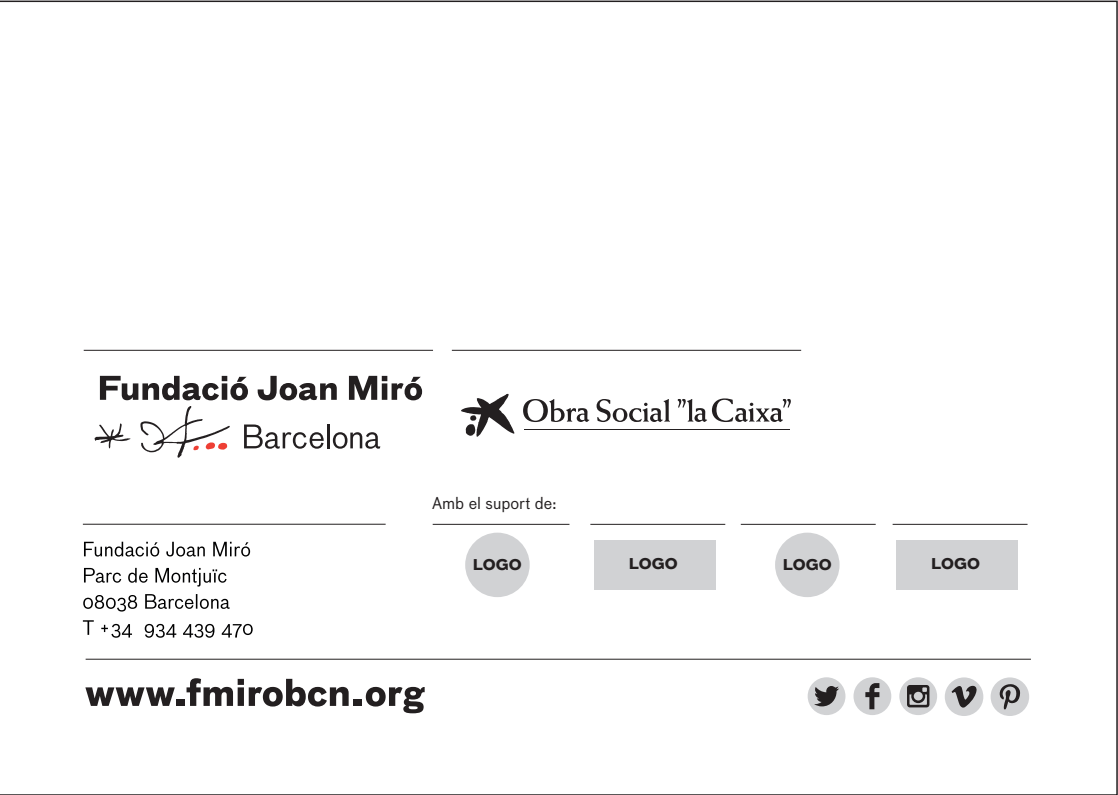 Fundació Joan Miró
Barcelona
Obra Social "la Caixa"
Amb el suport de:
Fundació Joan Miró
Parc de Montjuïc
08038 Barcelona
T +34 934 439 470
LOGO LOGO LOGO LOGO
www.fmirobcn.org